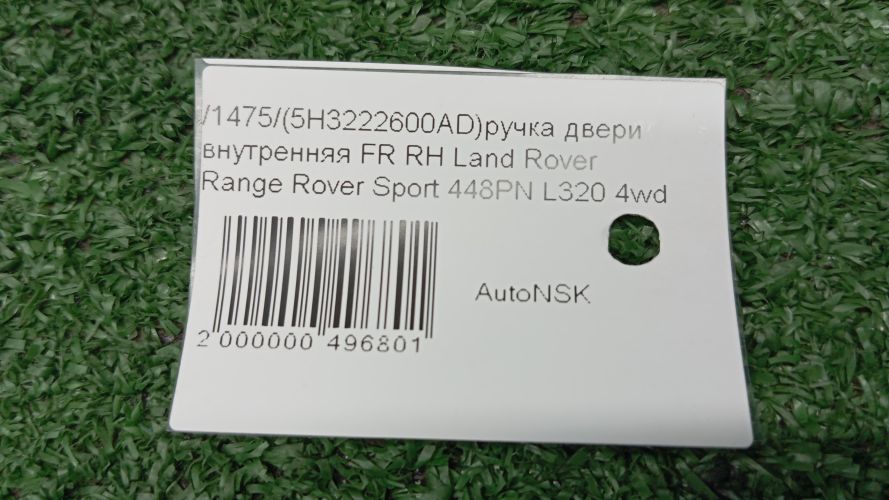 /1475/(5H3222600AD)ручка двери
внутренняя FR RH Land Rover
Range Rover Sport 448PN L320 4wd
AutoNSK
2 000000 496801